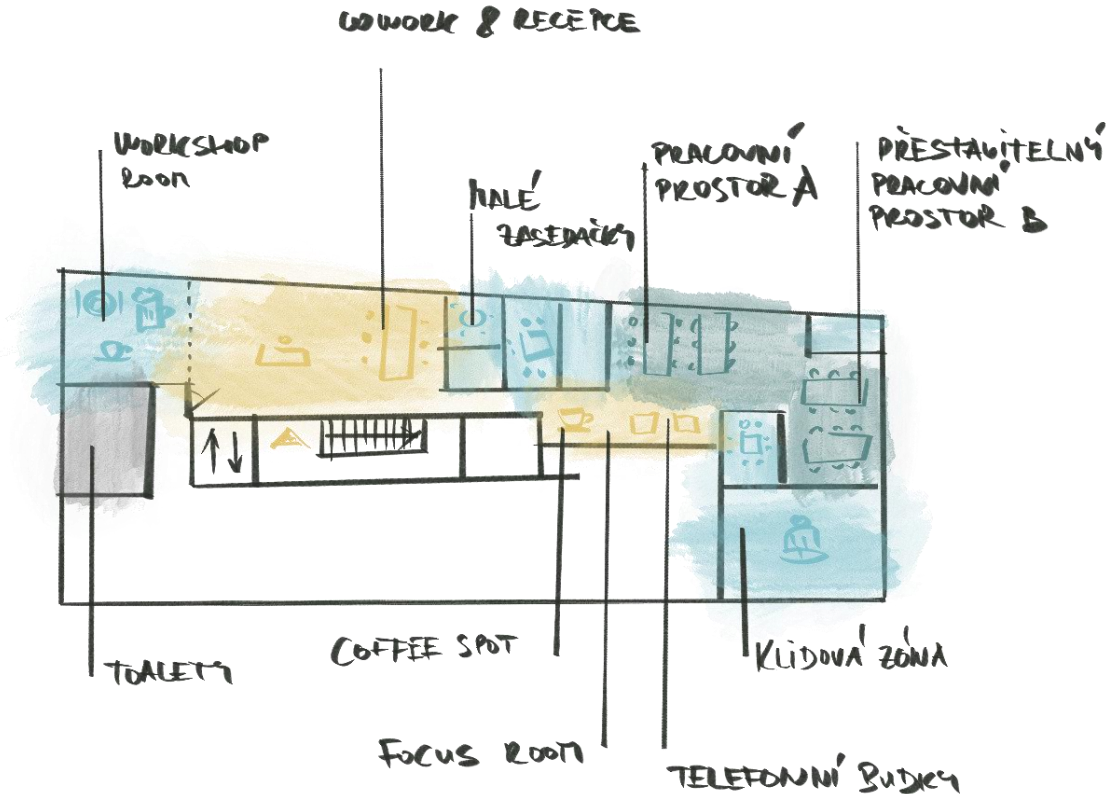 COWORK & RECEPCE
WORKSHOP
ROOM
MALÉ
ZASEDAČKY
PRACOVNÍ
PROSTOR A
PŘESTAVITELNÝ
PRACOVNÍ
PROSTOR B
COFFEE SPOT
KLIDOVÁ ZÓNA
TOALETY
FOCUS ROOM
TELEFONNÍ BUDKY